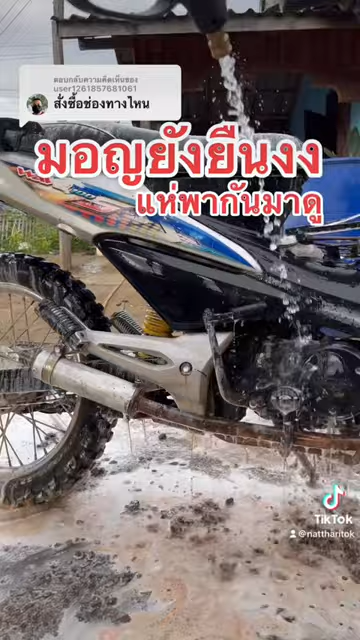 ตอบกลับความคิดเห็นของ
user1261857681061
สั่งซื้อช่องทางไหน
มอญยังยืนงง
แห่พากันมาดู
TikTok
@nattharitok